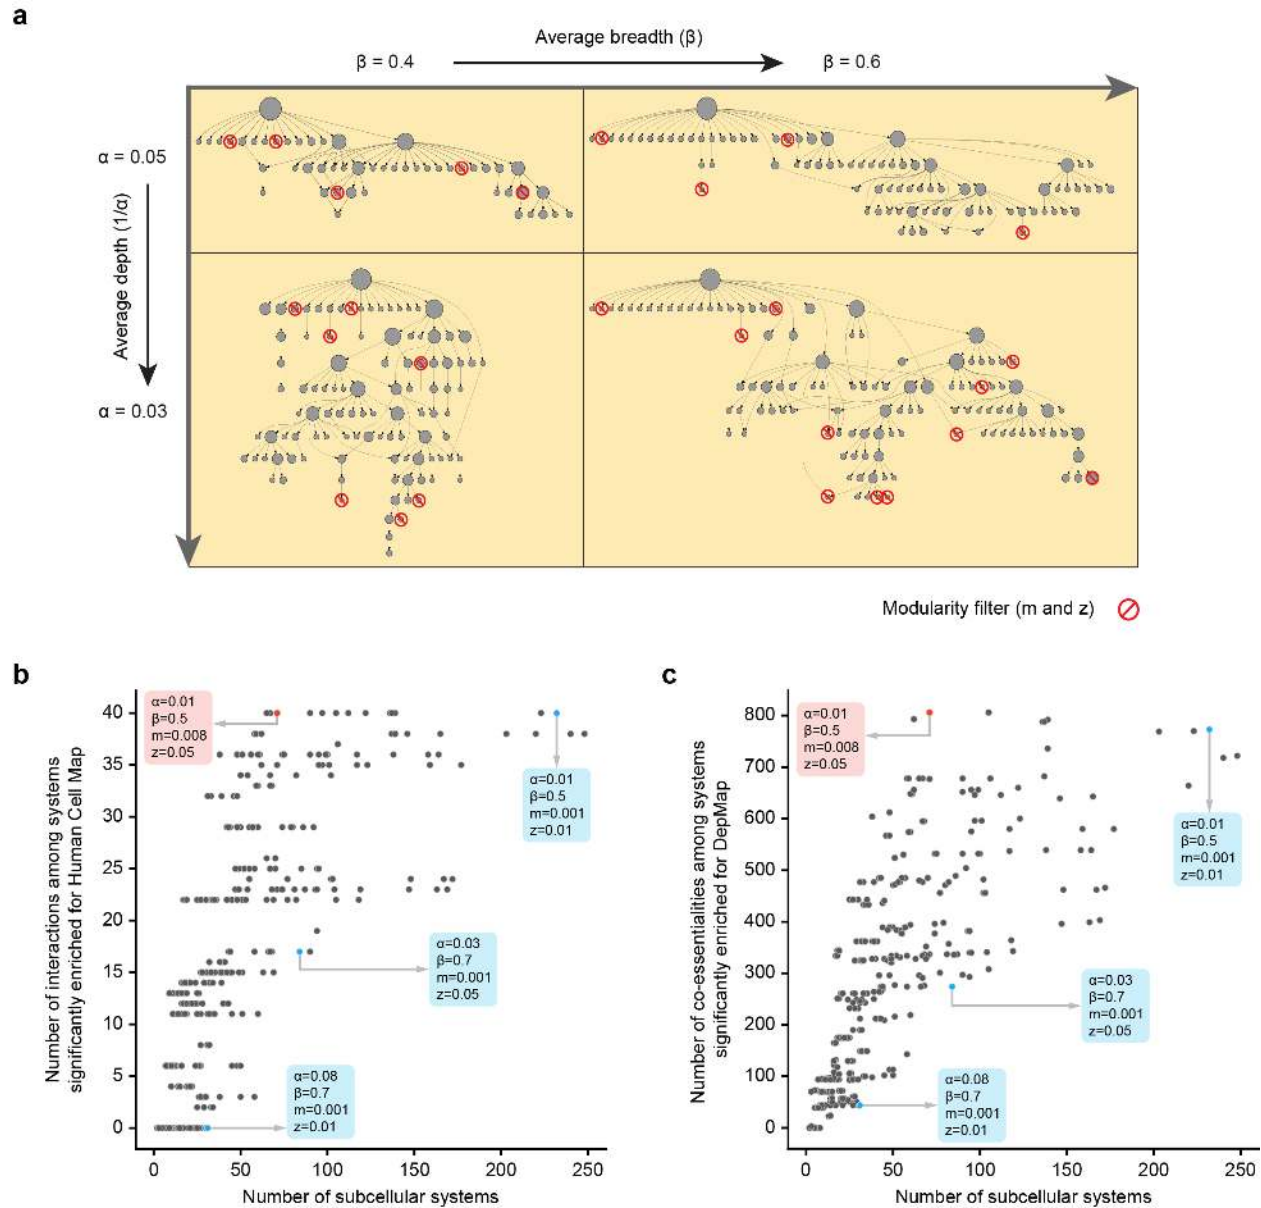 a
Average breadth (β)
β = 0.4
β = 0.6
α = 0.05
Average depth (1/α)
α = 0.03
Modularity filter (m and z)
b
Number of interactions among systems
significantly enriched for Human Cell Map
40
35
30
25
20
15
10
5
0
α=0.01
β=0.5
m=0.008
z=0.05
α=0.01
β=0.5
m=0.001
z=0.01
α=0.03
β=0.7
m=0.001
z=0.05
α=0.08
β=0.7
m=0.001
z=0.01
0
50
100
150
200
250
Number of subcellular systems
c
Number of co-essentialities among systems
significantly enriched for DepMap
800
700
600
500
400
300
200
100
0
α=0.01
β=0.5
m=0.008
z=0.05
α=0.01
β=0.5
m=0.001
z=0.01
α=0.03
β=0.7
m=0.001
z=0.05
α=0.08
β=0.7
m=0.001
z=0.01
0
50
100
150
200
250
Number of subcellular systems